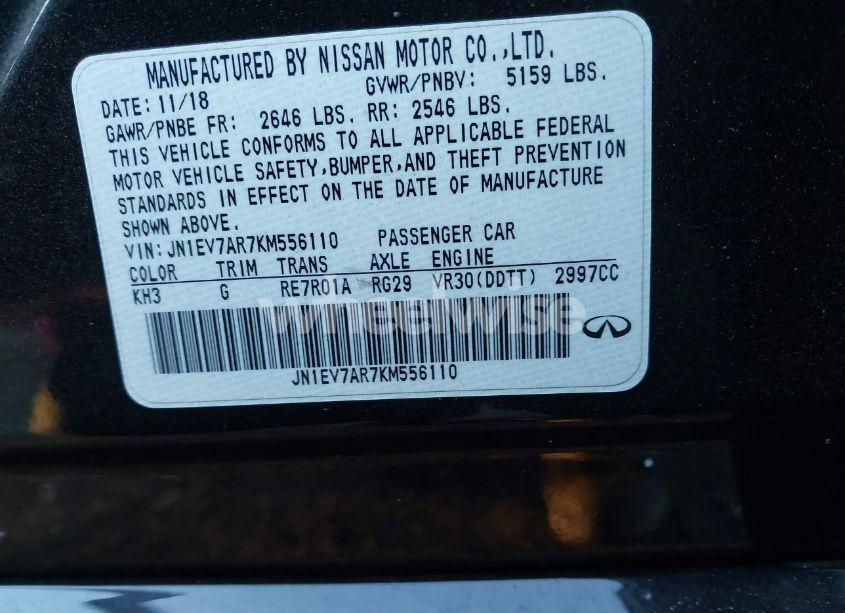 MANUFACTURED BY NISSAN MOTOR CO.,LTD.
DATE: 11/18 GVWR/PNBV: 5159 LBS.
GAWR/PNBE FR: 2646 LBS. RR: 2546 LBS.
THIS VEHICLE CONFORMS TO ALL APPLICABLE FEDERAL
MOTOR VEHICLE SAFETY,BUMPER,AND THEFT PREVENTION
STANDARDS IN EFFECT ON THE DATE OF MANUFACTURE
SHOWN ABOVE.
VIN: JN1EV7AR7KM556110 PASSENGER CAR
COLOR TRIM TRANS AXLE ENGINE
KH3 G RE7R01A RG29 VR30(DDTT) 2997CC
wheelwise
JN1EV7AR7KM556110